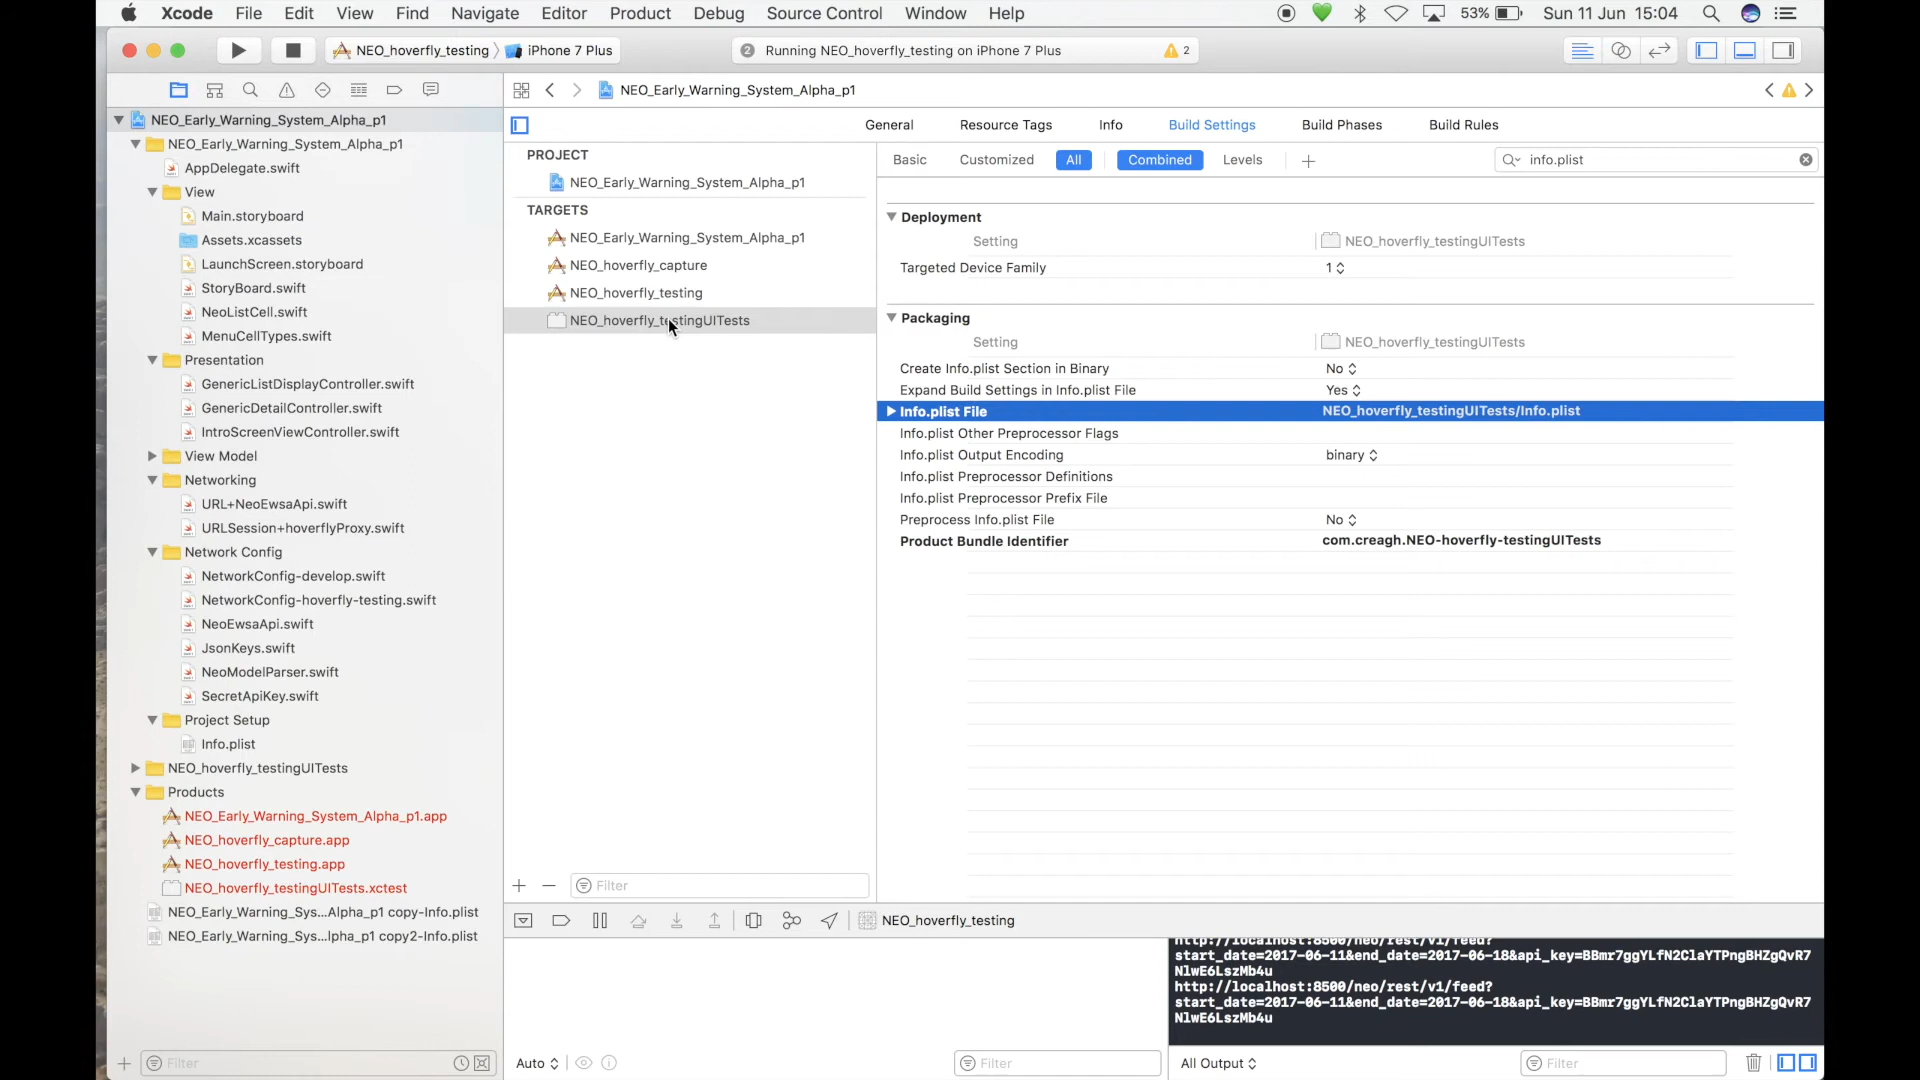 Xcode File Edit View Find Navigate Editor Product Debug Source Control Window Help 53% Sun 11 Jun 15:04
NEO_hoverfly_testing iPhone 7 Plus 2 Running NEO_hoverfly_testing on iPhone 7 Plus 2
NEO_Early_Warning_System_Alpha_p1
NEO_Early_Warning_System_Alpha_p1
NEO_Early_Warning_System_Alpha_p1
AppDelegate.swift
View
Main.storyboard
Assets.xcassets
LaunchScreen.storyboard
StoryBoard.swift
NeoListCell.swift
MenuCellTypes.swift
Presentation
GenericListDisplayController.swift
GenericDetailController.swift
IntroScreenViewController.swift
View Model
Networking
URL+NeoEwsaApi.swift
URLSession+hoverflyProxy.swift
Network Config
NetworkConfig-develop.swift
NetworkConfig-hoverfly-testing.swift
NeoEwsaApi.swift
JsonKeys.swift
NeoModelParser.swift
SecretApiKey.swift
Project Setup
Info.plist
NEO_hoverfly_testingUITests
Products
NEO_Early_Warning_System_Alpha_p1.app
NEO_hoverfly_capture.app
NEO_hoverfly_testing.app
NEO_hoverfly_testingUITests.xctest
NEO_Early_Warning_Sys...Alpha_p1 copy-Info.plist
NEO_Early_Warning_Sys...lpha_p1 copy2-Info.plist
Filter
General Resource Tags Info Build Settings Build Phases Build Rules
PROJECT
NEO_Early_Warning_System_Alpha_p1
TARGETS
NEO_Early_Warning_System_Alpha_p1
NEO_hoverfly_capture
NEO_hoverfly_testing
NEO_hoverfly_testingUITests
Filter
Basic Customized All Combined Levels info.plist
Deployment
Setting NEO_hoverfly_testingUITests
Targeted Device Family 1
Packaging
Setting NEO_hoverfly_testingUITests
Create Info.plist Section in Binary No
Expand Build Settings in Info.plist File Yes
Info.plist File NEO_hoverfly_testingUITests/Info.plist
Info.plist Other Preprocessor Flags
Info.plist Output Encoding binary
Info.plist Preprocessor Definitions
Info.plist Preprocessor Prefix File
Preprocess Info.plist File No
Product Bundle Identifier com.creagh.NEO-hoverfly-testingUITests
NEO_hoverfly_testing
http://localhost:8500/neo/rest/v1/feed?
start_date=2017-06-11&end_date=2017-06-18&api_key=BBmr7ggYLfN2ClaYTPngBHZgQvR7
NlwE6LszMb4u
http://localhost:8500/neo/rest/v1/feed?
start_date=2017-06-11&end_date=2017-06-18&api_key=BBmr7ggYLfN2ClaYTPngBHZgQvR7
NlwE6LszMb4u
Auto Filter All Output Filter